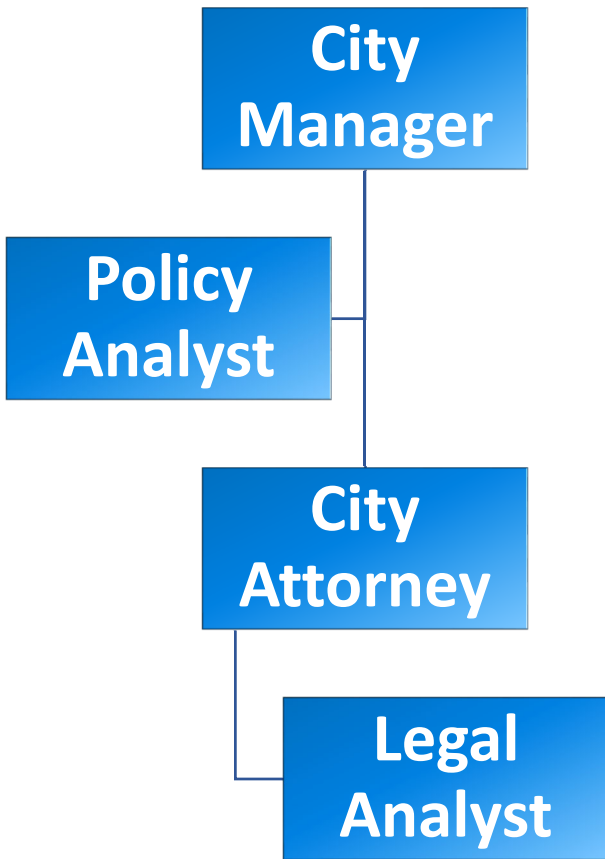 City
Manager
Policy
Analyst
City
Attorney
Legal
Analyst